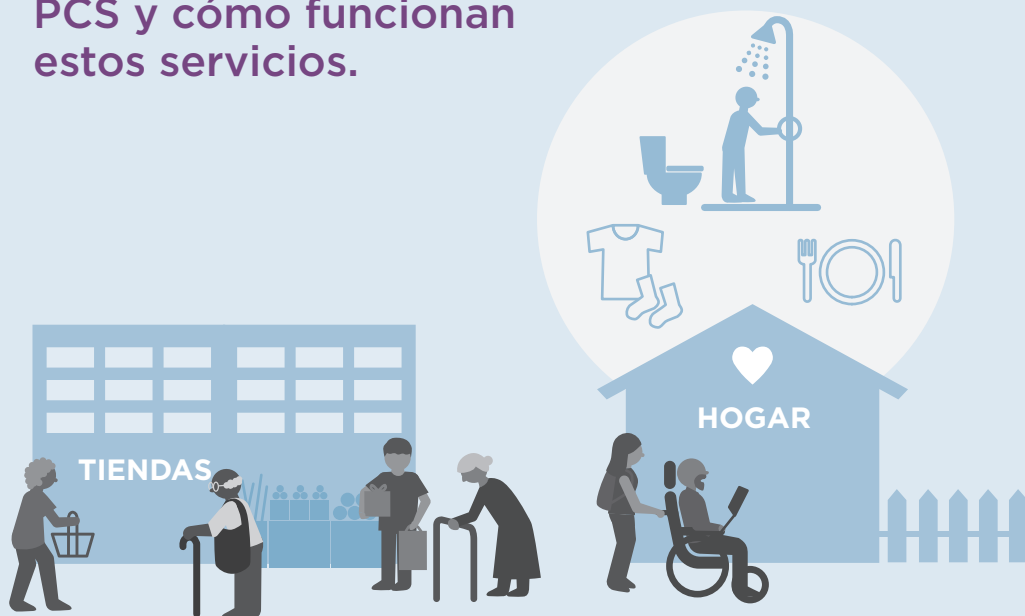 PCS y cómo funcionan
estos servicios.
HOGAR
TIENDAS